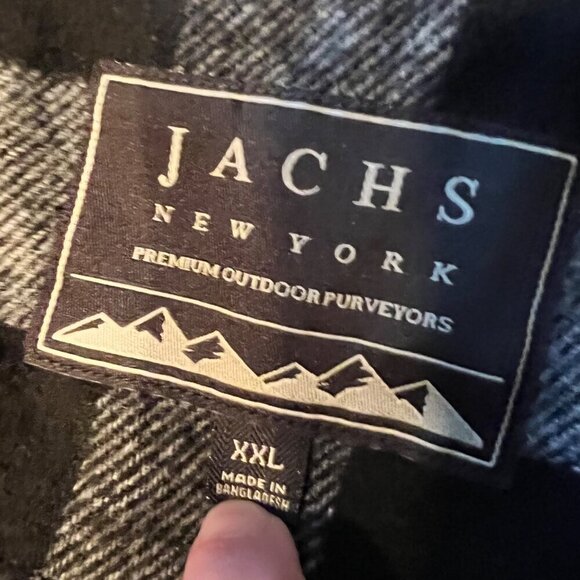 JACHS
NEW YORK
PREMIUM OUTDOOR PURVEYORS
XXL
MADE IN
BANGLADESH